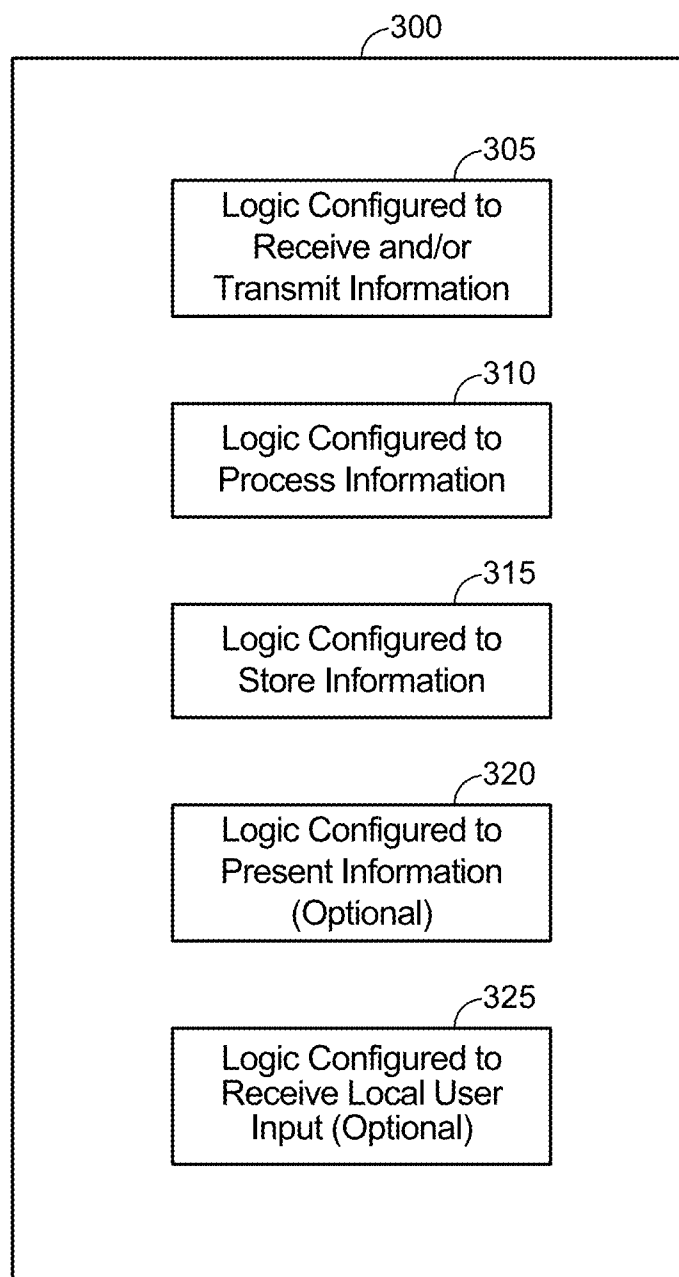 300
305
Logic Configured to
Receive and/or
Transmit Information
310
Logic Configured to
Process Information
315
Logic Configured to
Store Information
320
Logic Configured to
Present Information
(Optional)
325
Logic Configured to
Receive Local User
Input (Optional)